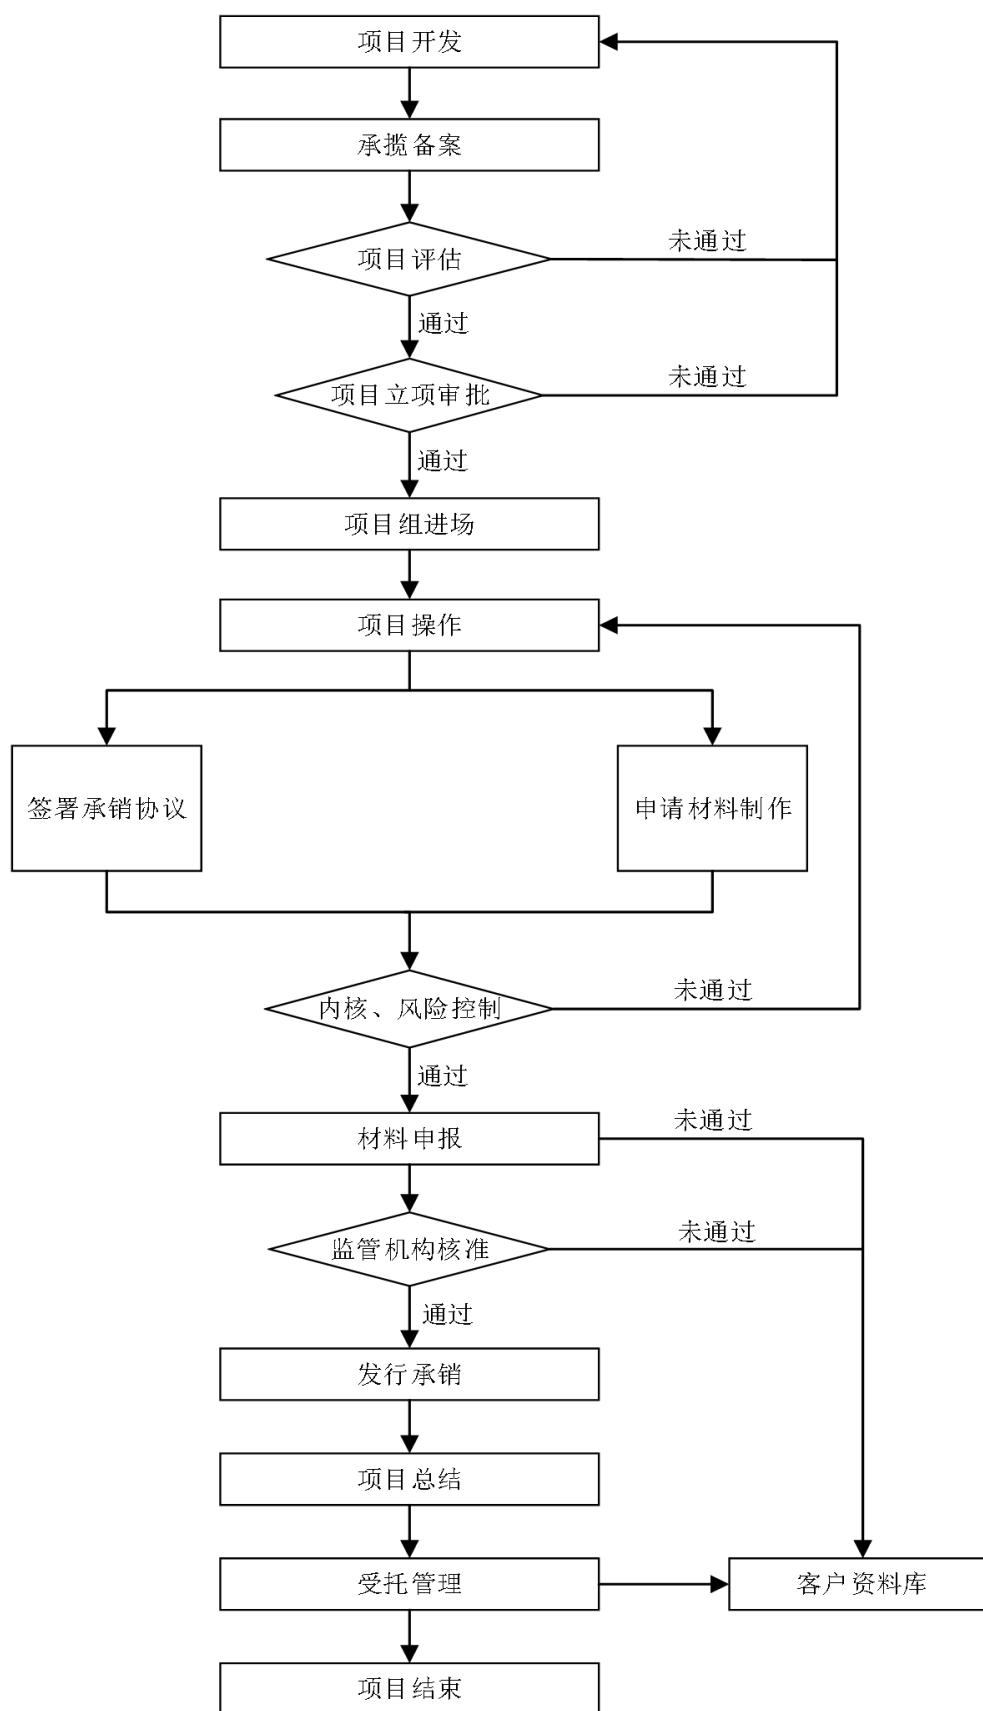 项目开发
承揽备案
项目评估
未通过
通过
项目立项审批
未通过
通过
项目组进场
项目操作
签署承销协议
申请材料制作
内核、风险控制
未通过
通过
材料申报
未通过
监管机构核准
未通过
通过
发行承销
项目总结
受托管理
客户资料库
项目结束